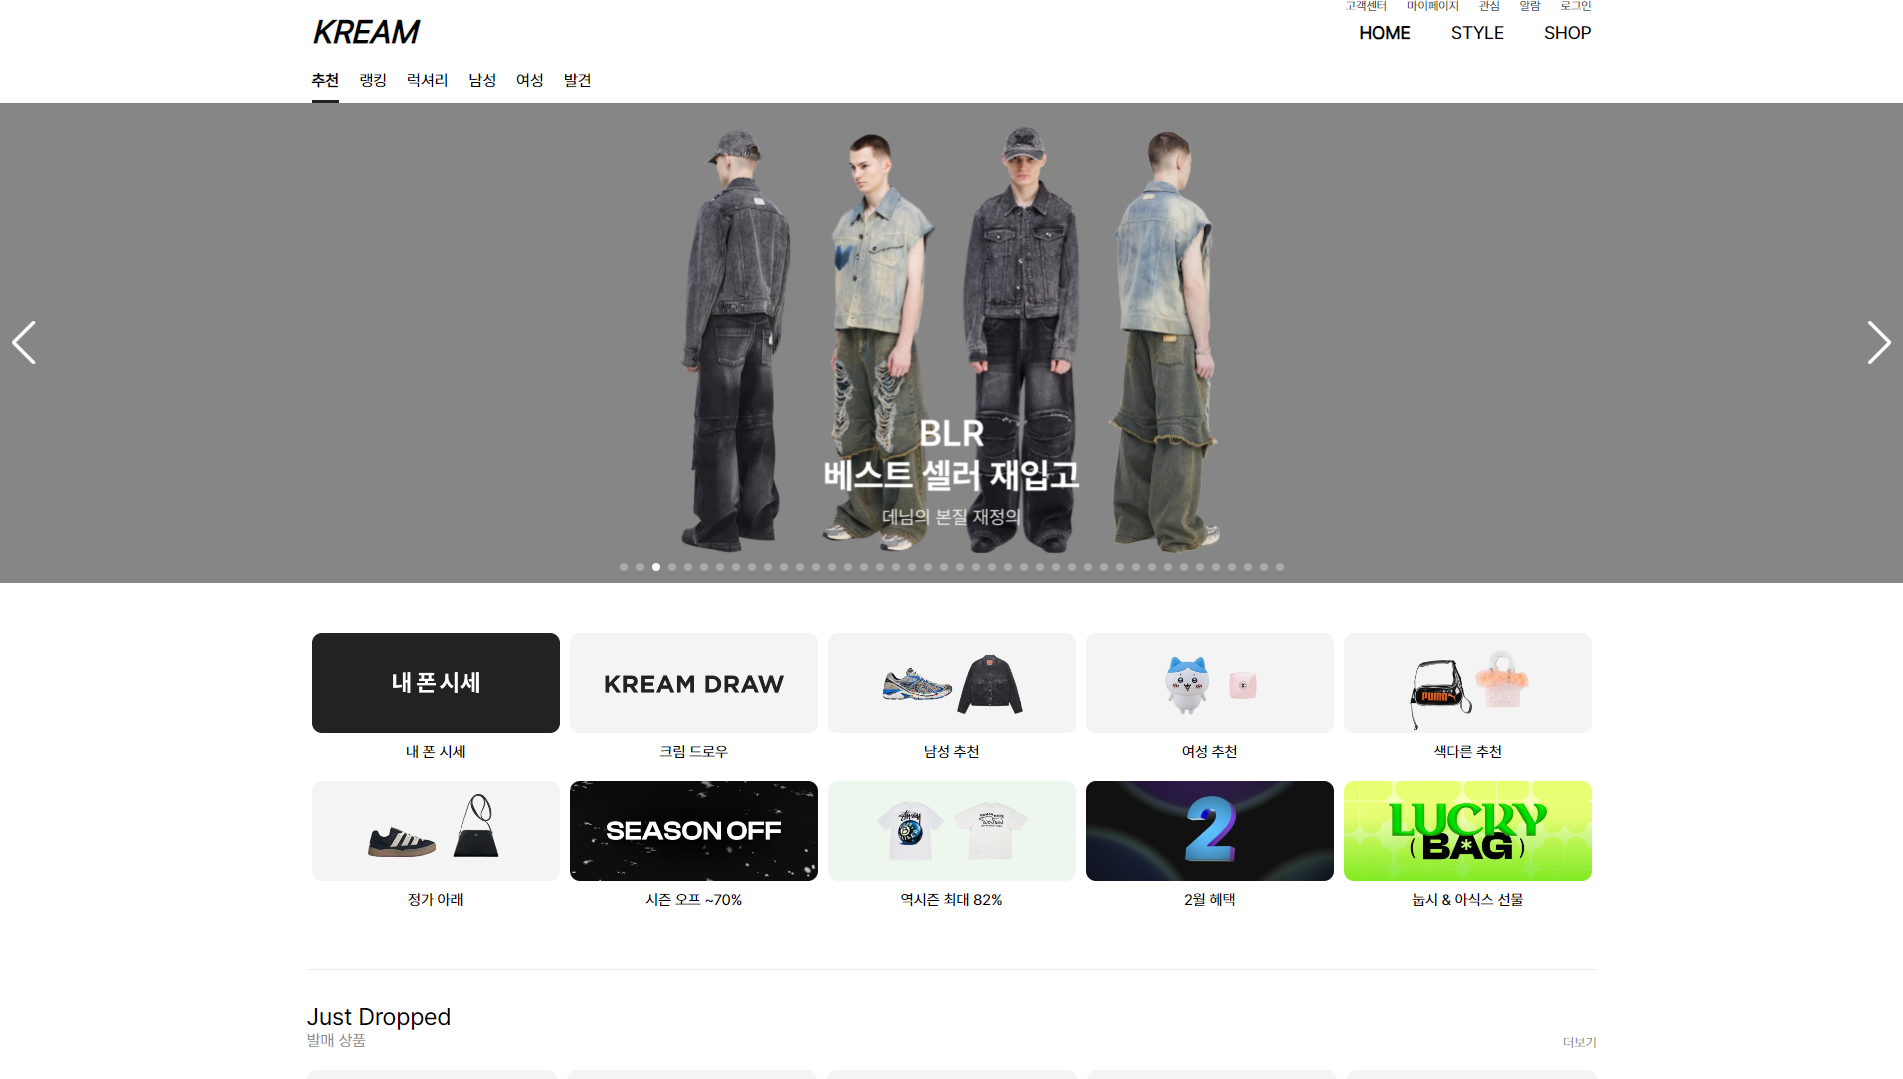 고객센터 마이페이지 관심 알람 로그인
KREAM
HOME STYLE SHOP
추천 랭킹 럭셔리 남성 여성 발견
BLR
베스트 셀러 재입고
데님의 본질 재정의
내 폰 시세
KREAM DRAW
PUMA
내 폰 시세
크림 드로우
남성 추천
여성 추천
색다른 추천
SEASON OFF
2
LUCKY
(BAG)
정가 아래
시즌 오프 ~70%
역시즌 최대 82%
2월 혜택
눕시 & 아식스 선물
Just Dropped
발매 상품
더보기